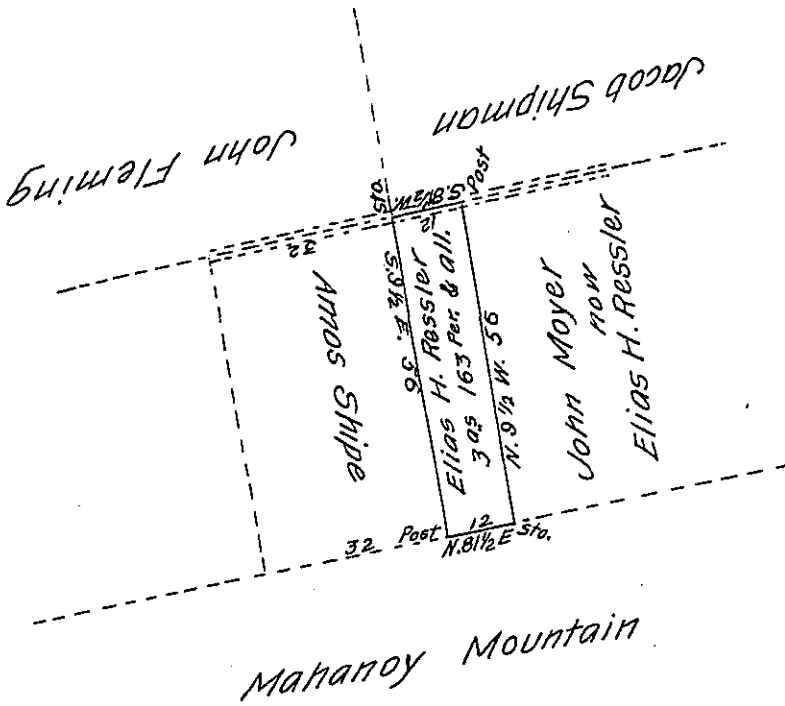 John Fleming
Jacob Shipman
Sto.
S. 81½ W.
Post
32
12
Amos Shipe
S. 9½ E. 56
Elias H. Ressler
3 as 163 Per. & all.
N. 9½ W. 56
John Moyer
now
Elias H. Ressler
32
Post
12
N. 81½ E
Sto.
Mahanoy Mountain